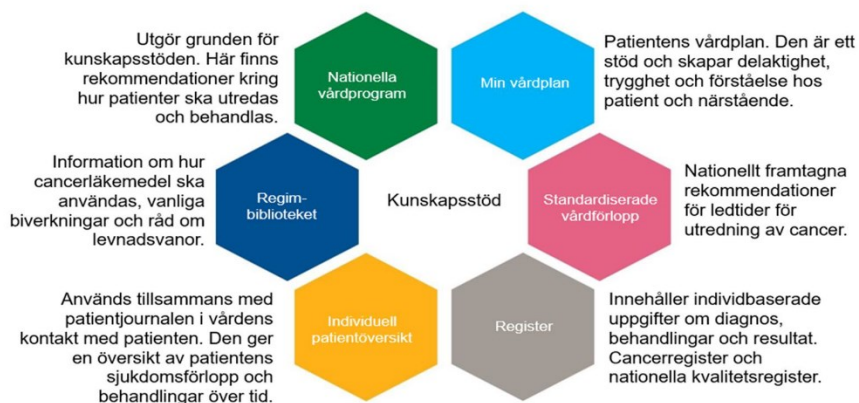 Utgör grunden för
kunskapsstöden. Här finns
rekommendationer kring
hur patienter ska utredas
och behandlas.
Nationella
vårdprogram
Min vårdplan
Patientens vårdplan. Den är ett
stöd och skapar delaktighet,
trygghet och förståelse hos
patient och närstående.
Information om hur
cancerläkemedel ska
användas, vanliga
biverkningar och råd om
levnadsvanor.
Regim-
biblioteket
Kunskapsstöd
Standardiserade
vårdförlopp
Nationellt framtagna
rekommendationer
för ledtider för
utredning av cancer.
Används tillsammans med
patientjournalen i vårdens
kontakt med patienten. Den ger
en översikt av patientens
sjukdomsförlopp och
behandlingar över tid.
Individuell
patientöversikt
Register
Innehåller individbaserade
uppgifter om diagnos,
behandlingar och resultat.
Cancerregister och
nationella kvalitetsregister.